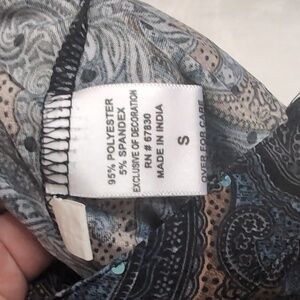 95% POLYESTER
5% SPANDEX
EXCLUSIVE OF DECORATION
RN # 67830
MADE IN INDIA
S
OVER FOR CARE